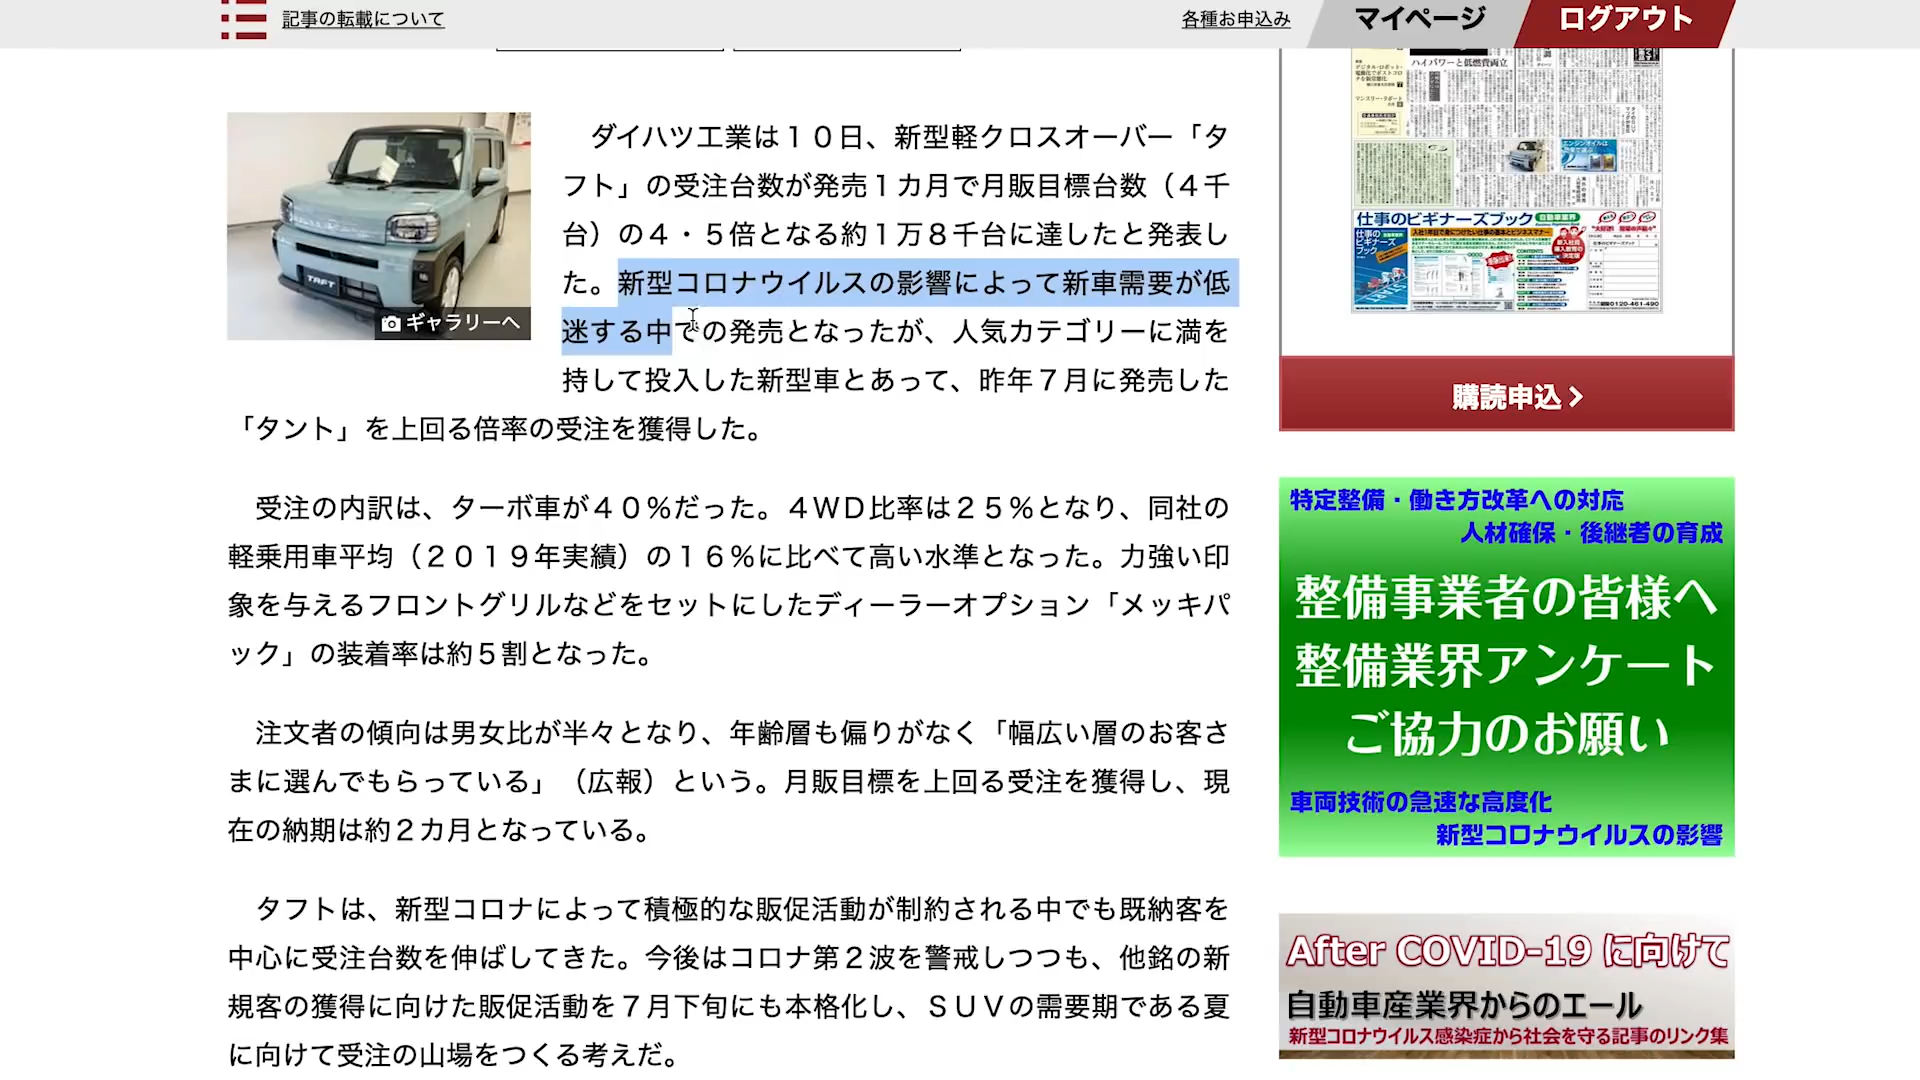 記事の転載について
各種お申込み
マイページ
ログアウト
ダイハツ工業は１０日、新型軽クロスオーバー「タ
フト」の受注台数が発売１カ月で月販目標台数（４千
台）の４・５倍となる約１万８千台に達したと発表し
た。新型コロナウイルスの影響によって新車需要が低
迷する中での発売となったが、人気カテゴリーに満を
持して投入した新型車とあって、昨年７月に発売した
「タント」を上回る倍率の受注を獲得した。
TAFT
ギャラリーへ
受注の内訳は、ターボ車が４０％だった。４ＷＤ比率は２５％となり、同社の
軽乗用車平均（２０１９年実績）の１６％に比べて高い水準となった。力強い印
象を与えるフロントグリルなどをセットにしたディーラーオプション「メッキパ
ック」の装着率は約５割となった。
注文者の傾向は男女比が半々となり、年齢層も偏りがなく「幅広い層のお客さ
まに選んでもらっている」（広報）という。月販目標を上回る受注を獲得し、現
在の納期は約２カ月となっている。
タフトは、新型コロナによって積極的な販促活動が制約される中でも既納客を
中心に受注台数を伸ばしてきた。今後はコロナ第２波を警戒しつつも、他銘の新
規客の獲得に向けた販促活動を７月下旬にも本格化し、ＳＵＶの需要期である夏
に向けて受注の山場をつくる考えだ。
ハイパワーと低燃費両立
仕事のビギナーズブック
自動車業界
仕事の
ビギナーズ
ブック
CONTENTS
0120-461-490
購読申込
特定整備・働き方改革への対応
人材確保・後継者の育成
整備事業者の皆様へ
整備業界アンケート
ご協力のお願い
車両技術の急速な高度化
新型コロナウイルスの影響
After COVID-19 に向けて
自動車産業界からのエール
新型コロナウイルス感染症から社会を守る記事のリンク集